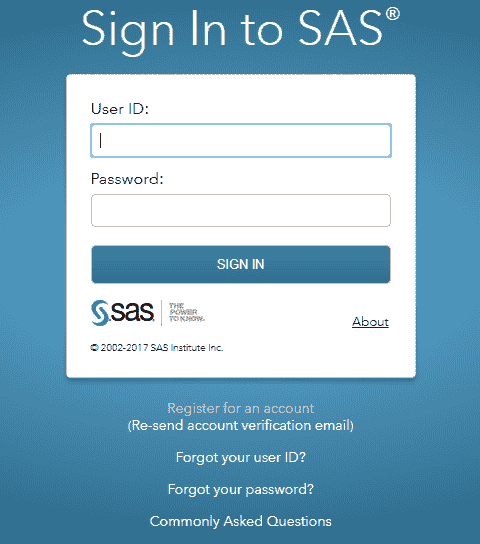 Sign In to SAS®
User ID:
Password:
SIGN IN
sas
THE
POWER
TO KNOW.
About
© 2002-2017 SAS Institute Inc.
Register for an account
(Re-send account verification email)
Forgot your user ID?
Forgot your password?
Commonly Asked Questions